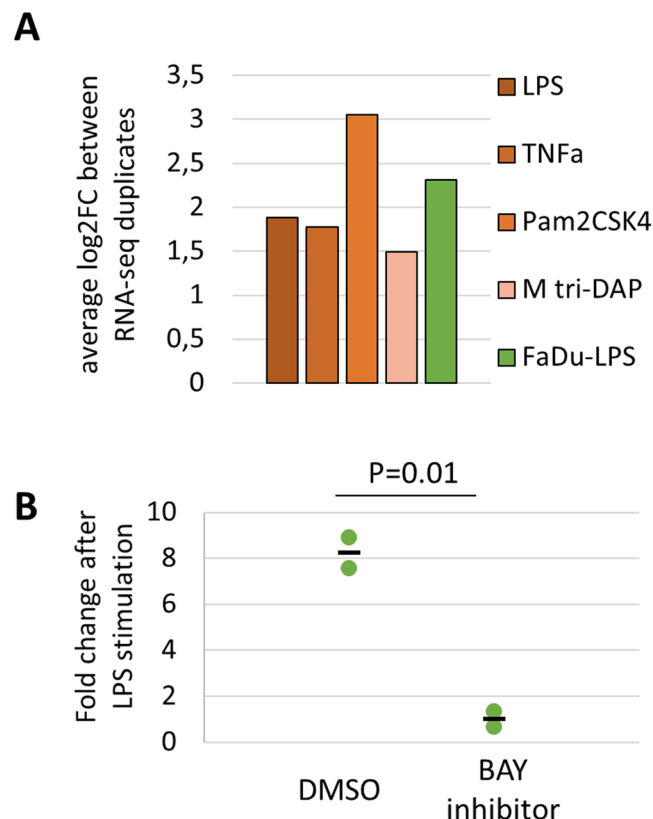 A
average log2FC between
RNA-seq duplicates
3,5
3
2,5
2
1,5
1
0,5
0
LPS
TNFa
Pam2CSK4
M tri-DAP
FaDu-LPS
B
P=0.01
Fold change after
LPS stimulation
10
8
6
4
2
0
DMSO
BAY
inhibitor